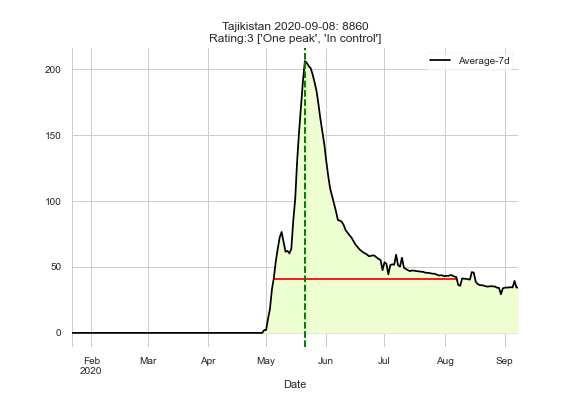 Tajikistan 2020-09-08: 8860
Rating:3 ['One peak', 'In control']
Average-7d
200
150
100
50
0
Feb
2020
Mar
Apr
May
Jun
Jul
Aug
Sep
Date